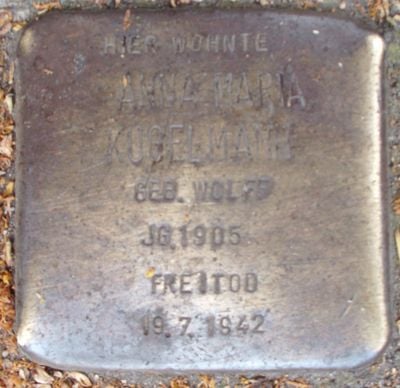 HIER WOHNTE
ANNA MARIA
KUGELMANN
GEB. WOLFF
JG. 1905
FREITOD
19.7.1942